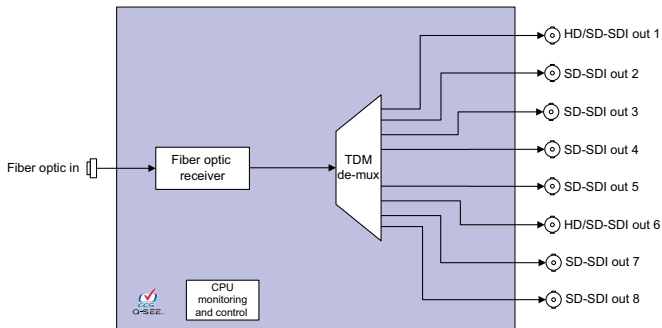 HD/SD-SDI out 1
SD-SDI out 2
SD-SDI out 3
SD-SDI out 4
SD-SDI out 5
HD/SD-SDI out 6
SD-SDI out 7
SD-SDI out 8
Fiber optic in
Fiber optic
receiver
TDM
de-mux
CCS
Q-SEE
CPU
monitoring
and control